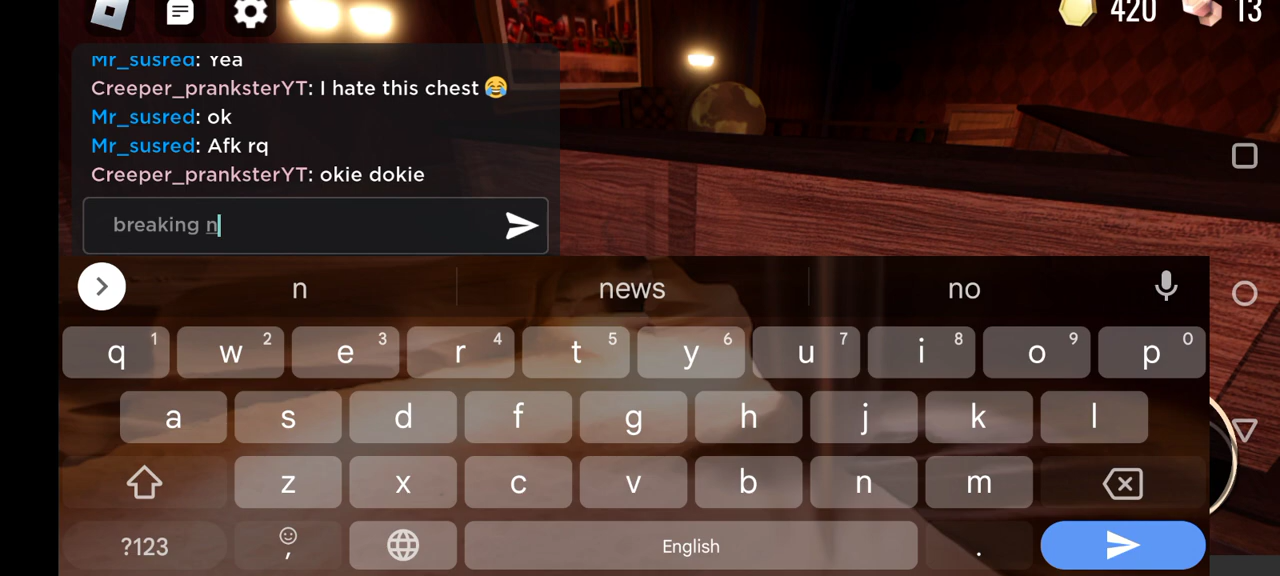 420
13
Mr_susred: Yea
Creeper_pranksterYT: I hate this chest 😂
Mr_susred: ok
Mr_susred: Afk rq
Creeper_pranksterYT: okie dokie
breaking n
n news no
q 1 w 2 e 3 r 4 t 5 y 6 u 7 i 8 o 9 p 0
a s d f g h j k l
z x c v b n m
?123 , English .